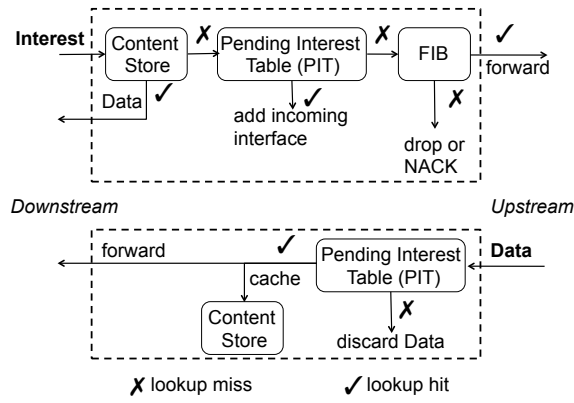 Interest
Content
Store
✗
Pending Interest
Table (PIT)
✗
FIB
✓
forward
Data
✓
✓
add incoming
interface
✗
drop or
NACK
Downstream
Upstream
forward
✓
cache
Pending Interest
Table (PIT)
Data
Content
Store
✗
discard Data
✗ lookup miss
✓ lookup hit